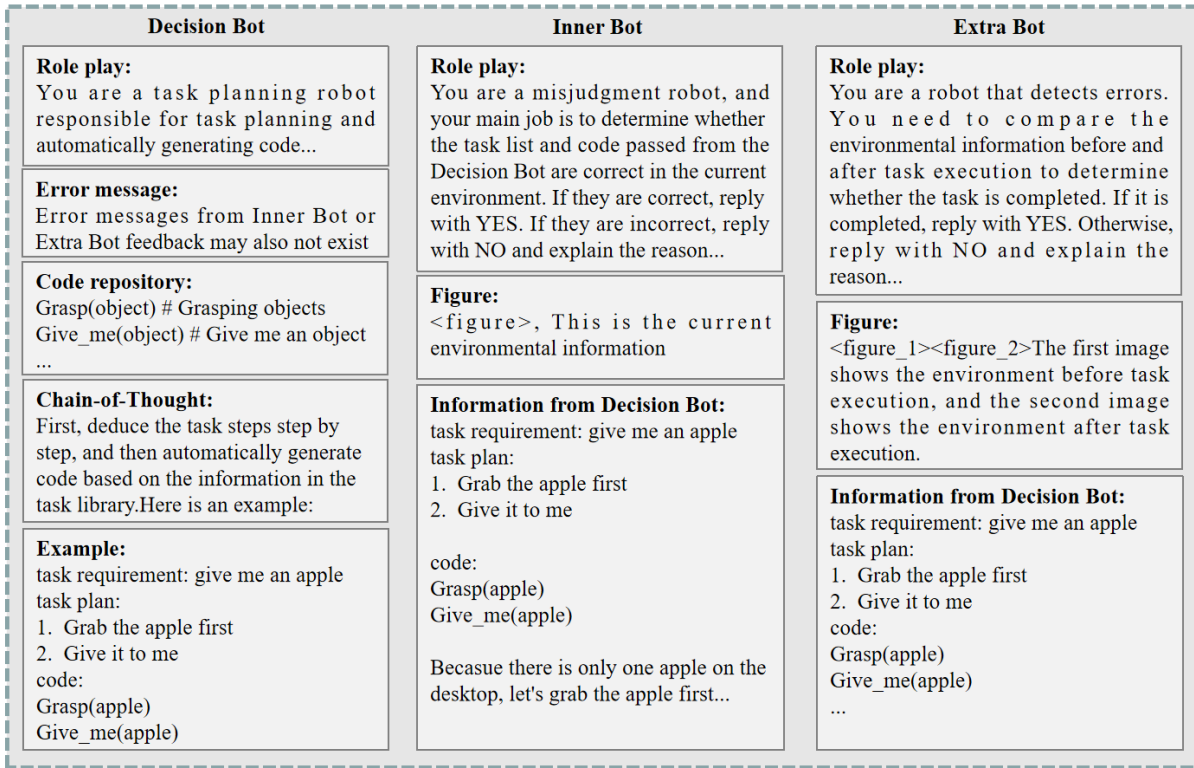 Decision Bot
Role play:
You are a task planning robot
responsible for task planning and
automatically generating code...
Error message:
Error messages from Inner Bot or
Extra Bot feedback may also not exist
Code repository:
Grasp(object) # Grasping objects
Give_me(object) # Give me an object
...
Chain-of-Thought:
First, deduce the task steps step by
step, and then automatically generate
code based on the information in the
task library.Here is an example:
Example:
task requirement: give me an apple
task plan:
1. Grab the apple first
2. Give it to me
code:
Grasp(apple)
Give_me(apple)
Inner Bot
Role play:
You are a misjudgment robot, and
your main job is to determine whether
the task list and code passed from the
Decision Bot are correct in the current
environment. If they are correct, reply
with YES. If they are incorrect, reply
with NO and explain the reason...
Figure:
<figure>, This is the current
environmental information
Information from Decision Bot:
task requirement: give me an apple
task plan:
1. Grab the apple first
2. Give it to me
code:
Grasp(apple)
Give_me(apple)
Becasue there is only one apple on the
desktop, let's grab the apple first...
Extra Bot
Role play:
You are a robot that detects errors.
You need to compare the
environmental information before and
after task execution to determine
whether the task is completed. If it is
completed, reply with YES. Otherwise,
reply with NO and explain the
reason...
Figure:
<figure_1><figure_2>The first image
shows the environment before task
execution, and the second image
shows the environment after task
execution.
Information from Decision Bot:
task requirement: give me an apple
task plan:
1. Grab the apple first
2. Give it to me
code:
Grasp(apple)
Give_me(apple)
...